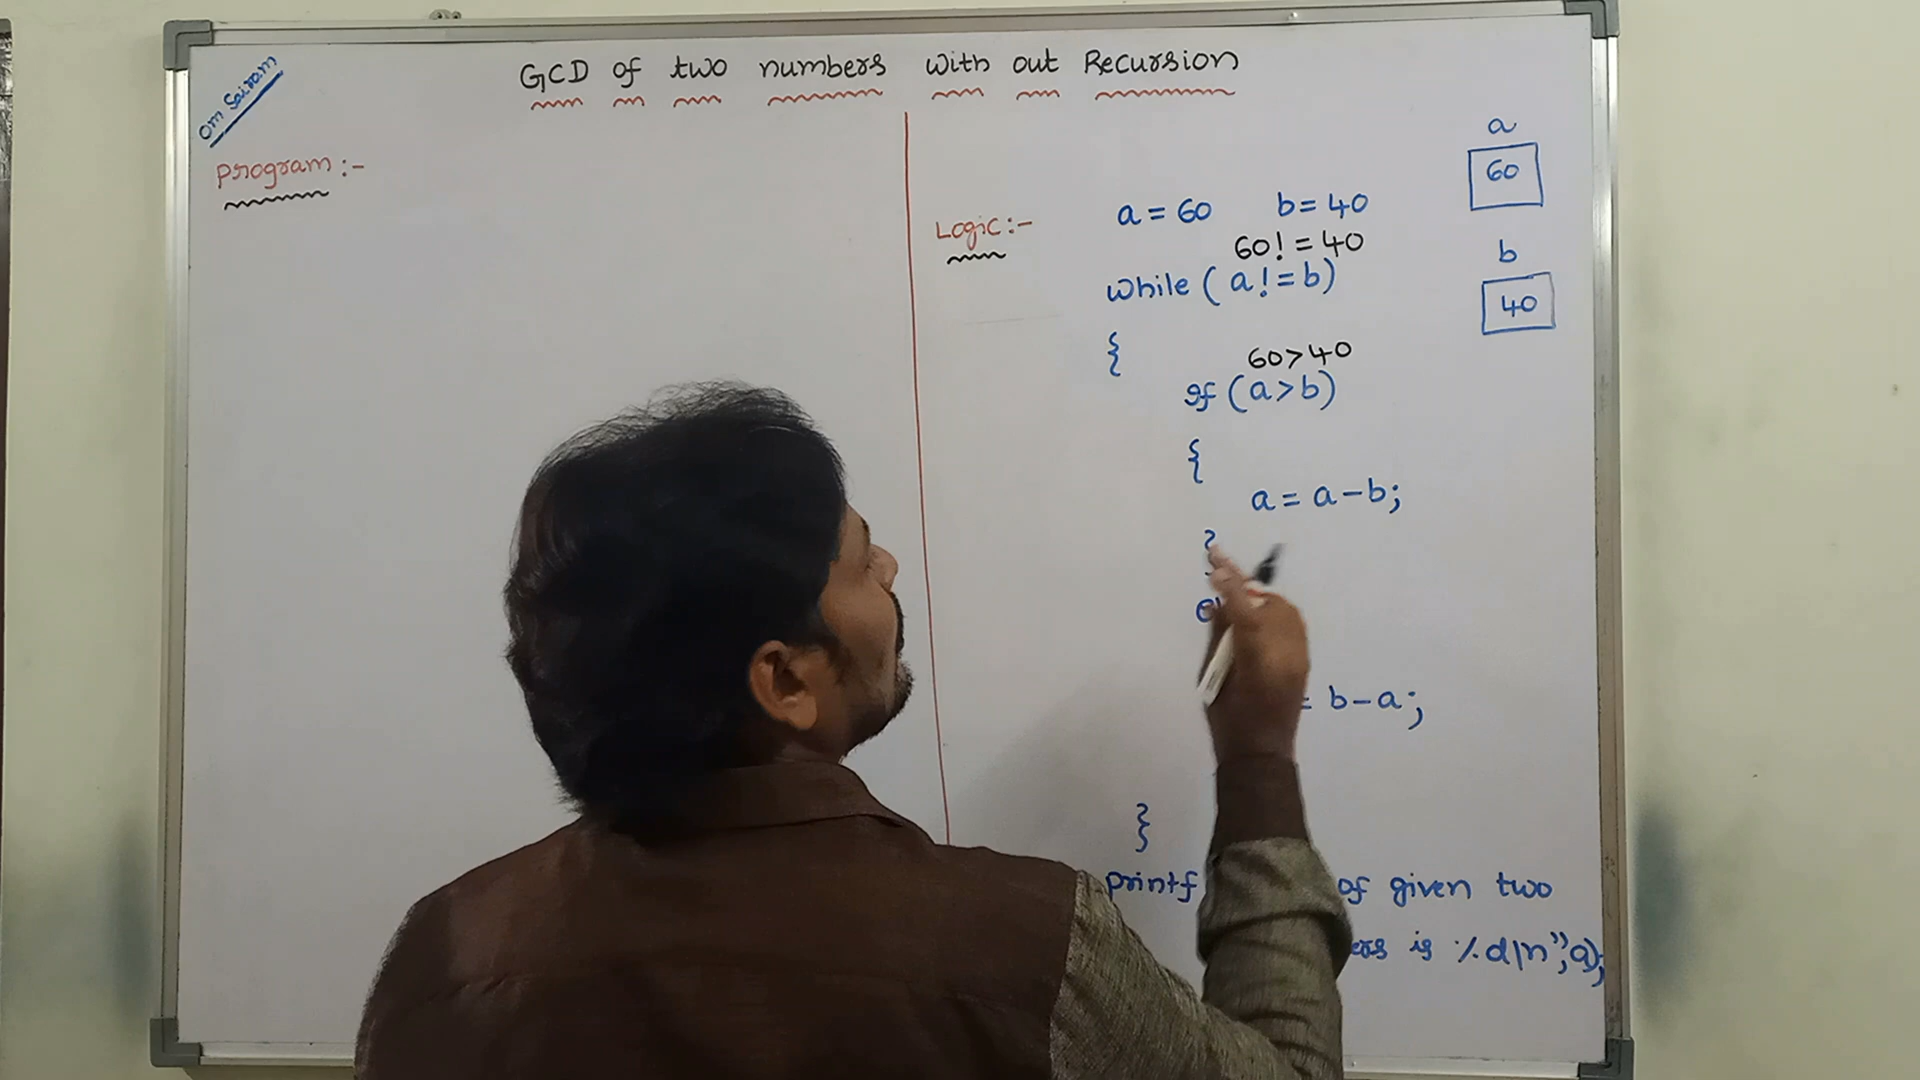 Om Sairam
GCD of two numbers with out Recursion
Program :-
Logic :-
a = 60 b = 40
60! = 40
while ( a! = b)
{
60>40
if (a>b)
{
a = a-b;
}
= b-a;
}
printf of given two
is %d\n", a);
a
60
b
40